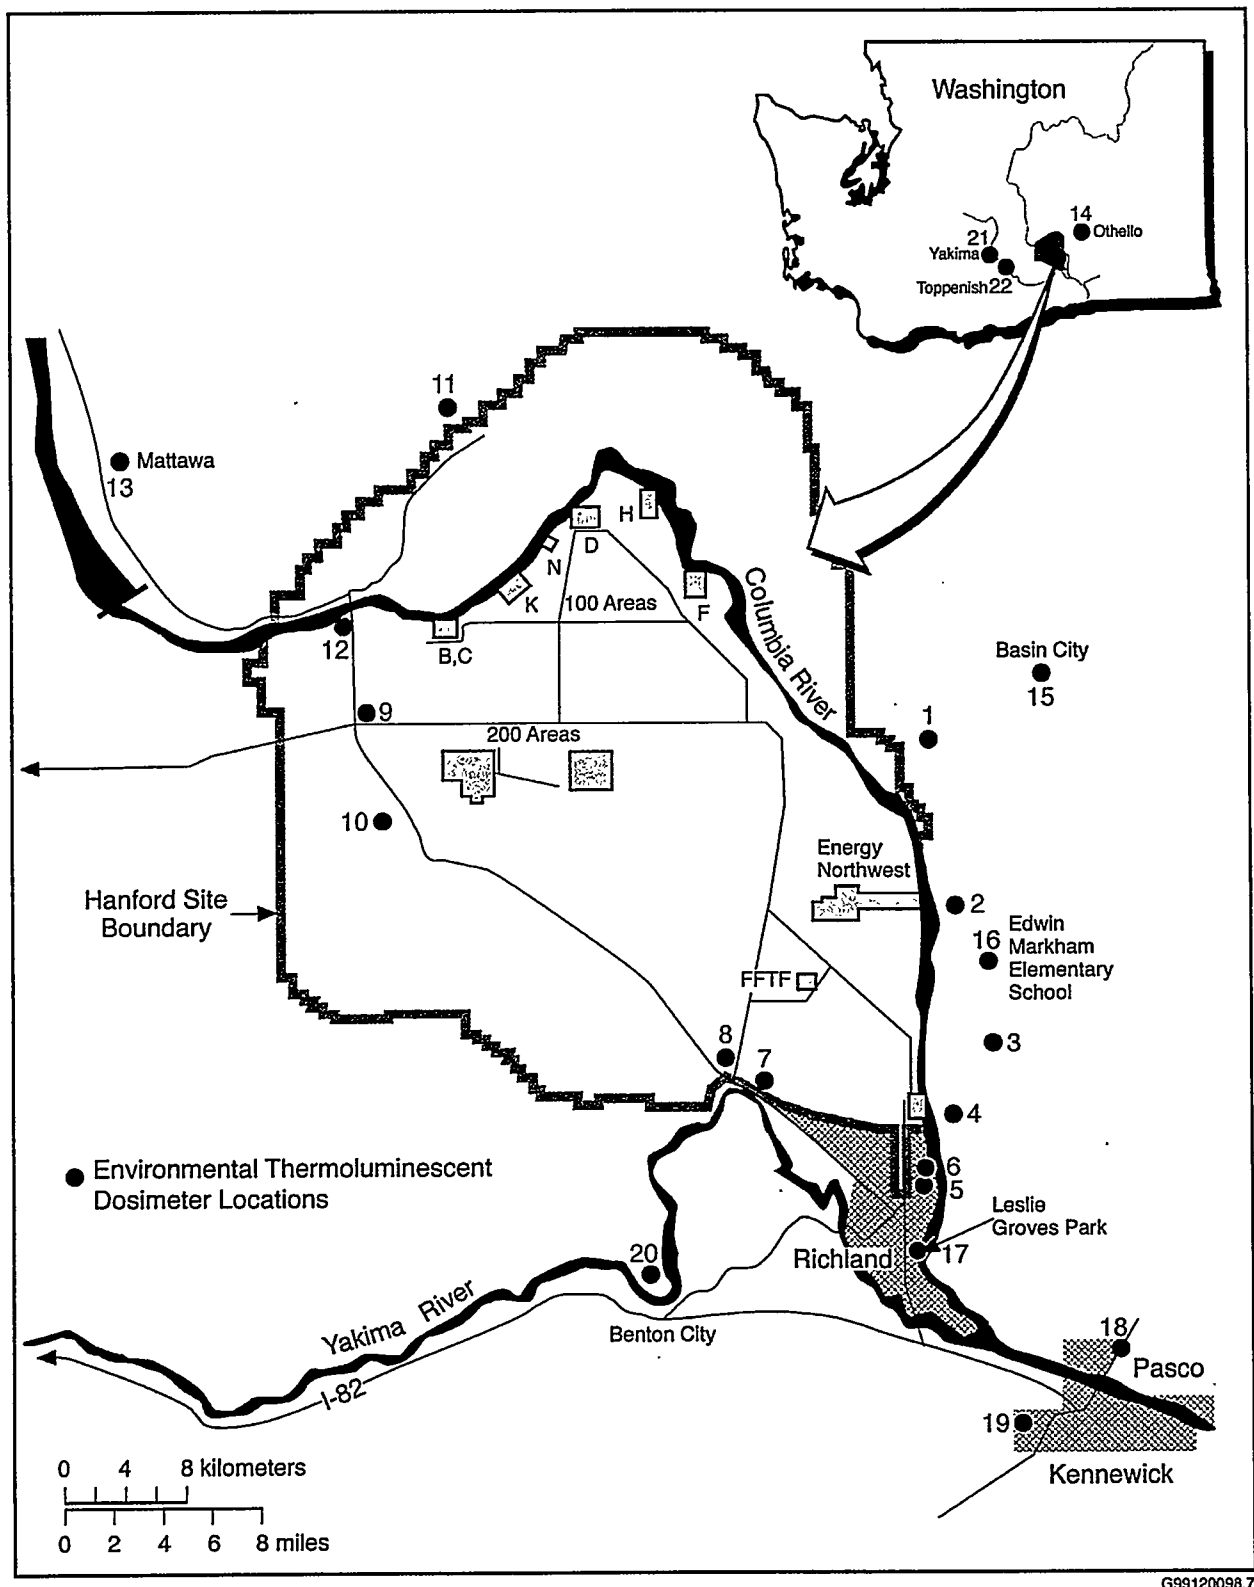 Washington
14
Othello
21
Yakima
Toppenish 22
11
Mattawa
13
H
D
N
K
F
100 Areas
Columbia River
12
B,C
Basin City
15
1
9
200 Areas
10
Energy
Northwest
Hanford Site
Boundary
2
16
Edwin
Markham
Elementary
School
FFTF
3
8
7
4
Environmental Thermoluminescent
Dosimeter Locations
6
5
Leslie
Groves Park
17
Richland
20
Yakima River
Benton City
18
Pasco
I-82
19
Kennewick
0 4 8 kilometers
0 2 4 6 8 miles
G99120098.7